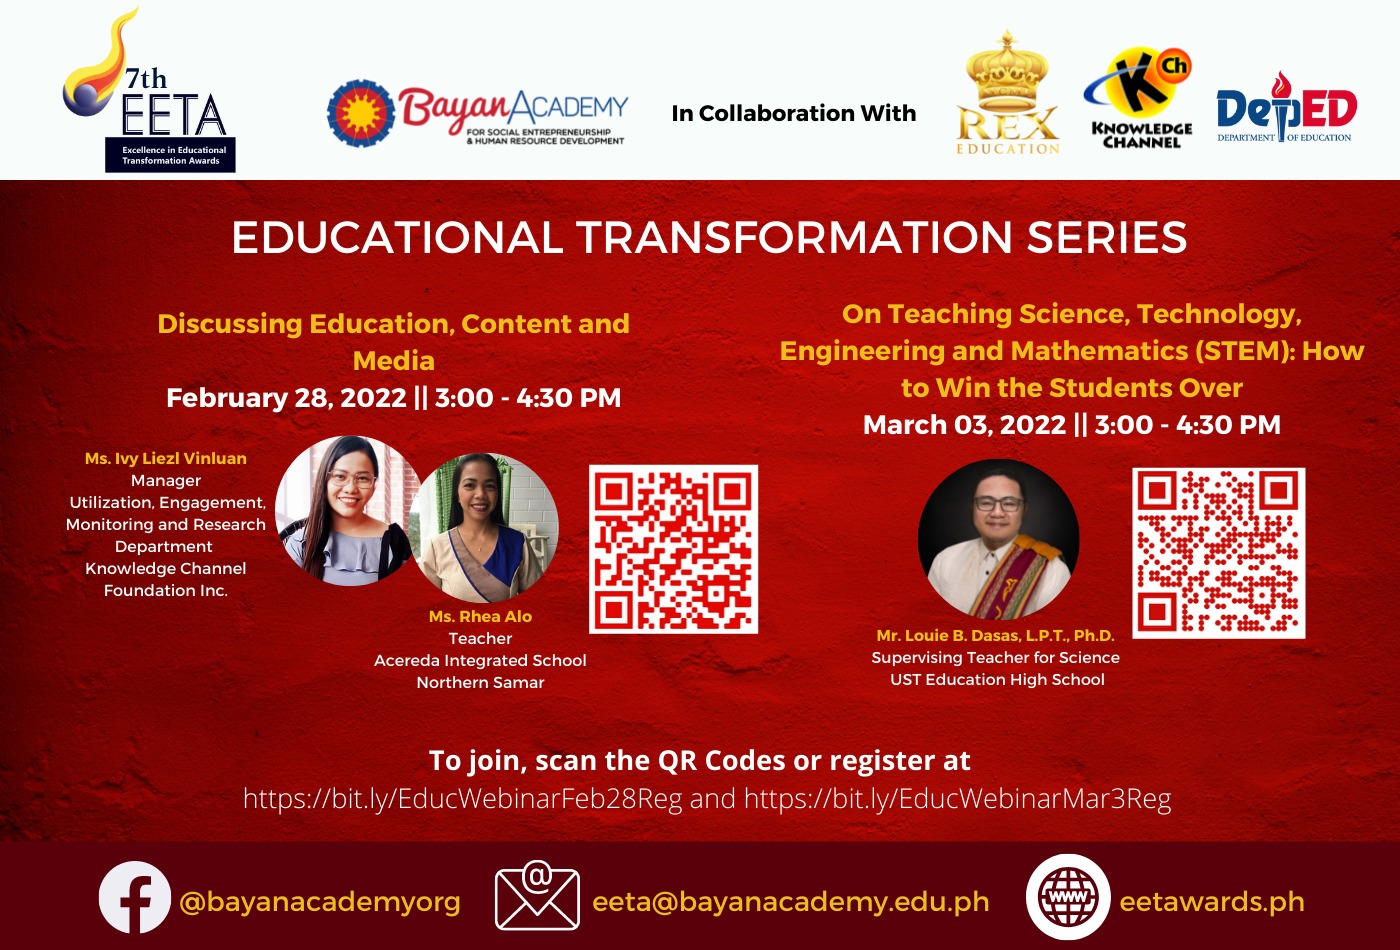 7th
EETA
Excellence in Educational
Transformation Awards
BayanAcademy
FOR SOCIAL ENTREPRENEURSHIP
& HUMAN RESOURCE DEVELOPMENT
In Collaboration With
REX
EDUCATION
K Ch
KNOWLEDGE
CHANNEL
DepED
DEPARTMENT OF EDUCATION
EDUCATIONAL TRANSFORMATION SERIES
Discussing Education, Content and
Media
February 28, 2022 || 3:00 - 4:30 PM
Ms. Ivy Liezl Vinluan
Manager
Utilization, Engagement,
Monitoring and Research
Department
Knowledge Channel
Foundation Inc.
Ms. Rhea Alo
Teacher
Acereda Integrated School
Northern Samar
On Teaching Science, Technology,
Engineering and Mathematics (STEM): How
to Win the Students Over
March 03, 2022 || 3:00 - 4:30 PM
Mr. Louie B. Dasas, L.P.T., Ph.D.
Supervising Teacher for Science
UST Education High School
To join, scan the QR Codes or register at
https://bit.ly/EducWebinarFeb28Reg and https://bit.ly/EducWebinarMar3Reg
@bayanacademyorg
@
eeta@bayanacademy.edu.ph
www
eetawards.ph